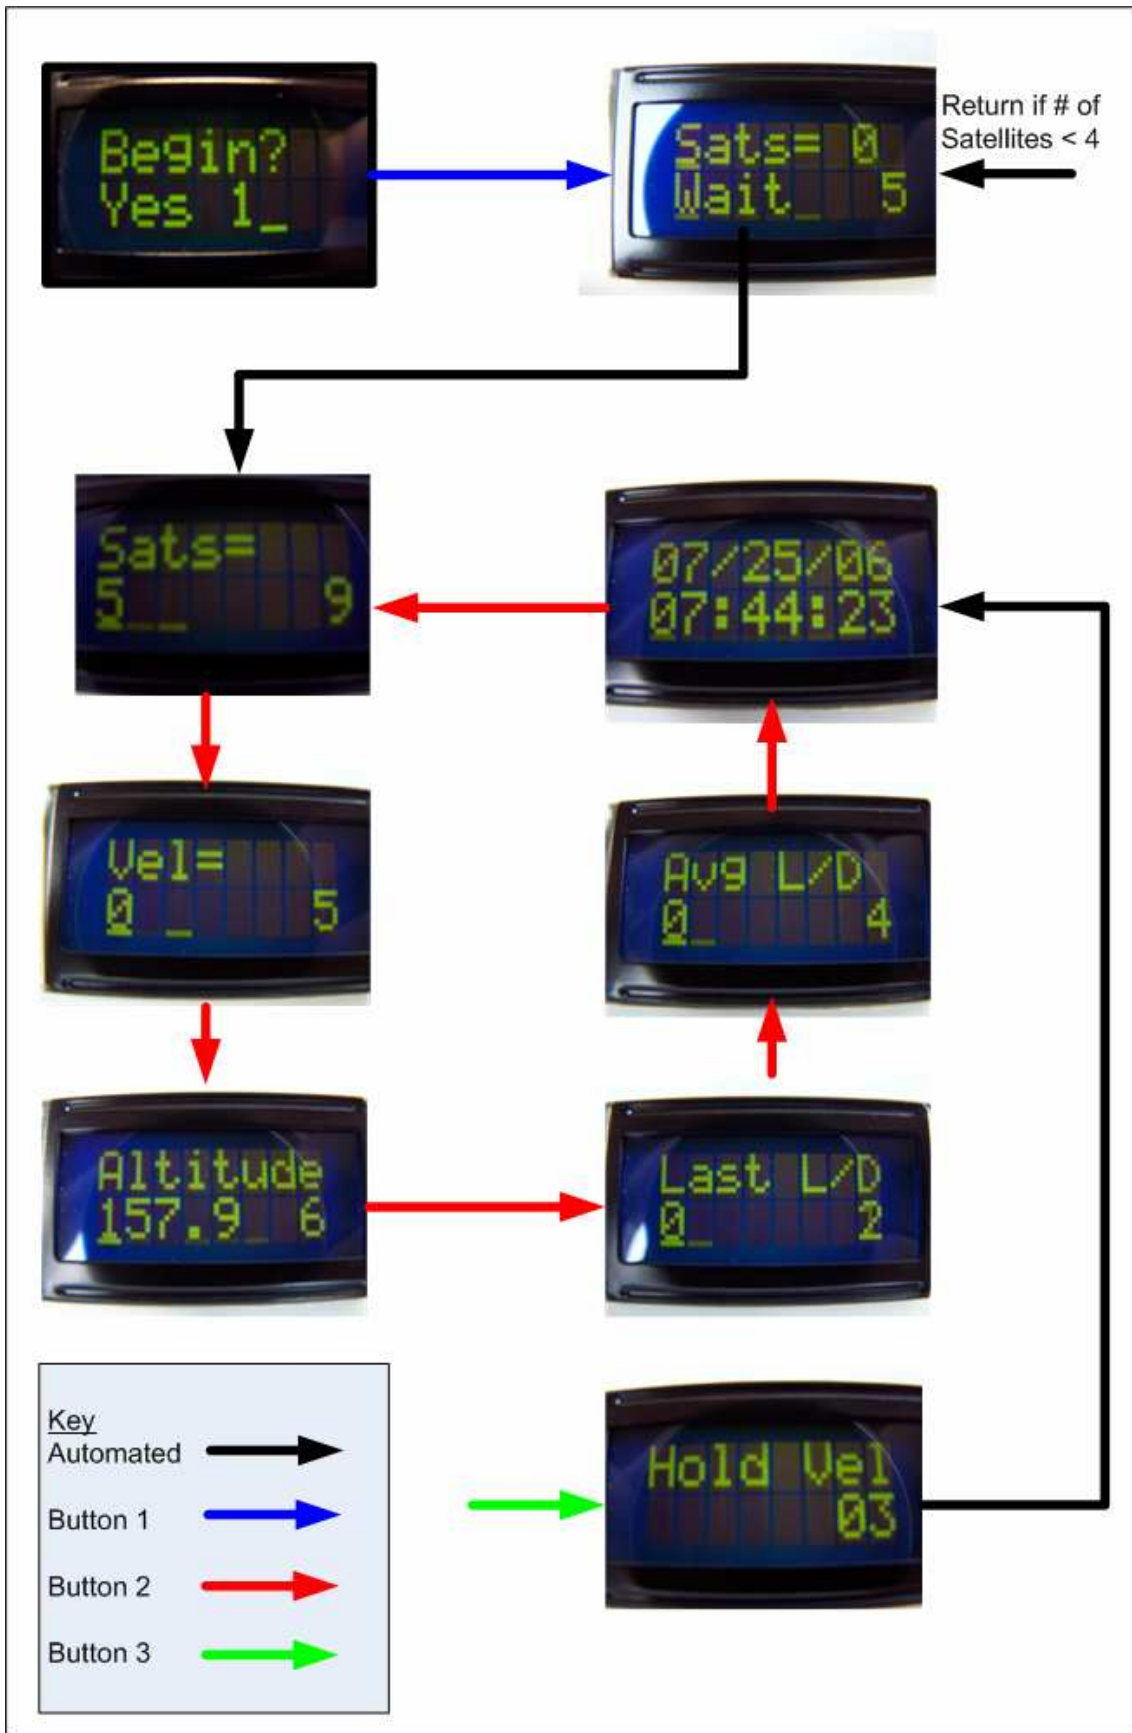 Begin?
Yes 1_
Sats= 0
Wait_ 5
Return if # of
Satellites < 4
Sats=
5 _ 9
07/25/06
07:44:23
Vel=
0 _ 5
Avg L/D
0_ 4
Altitude
157.9_ 6
Last L/D
0_ 2
Key
Automated
Button 1
Button 2
Button 3
Hold Vel
03